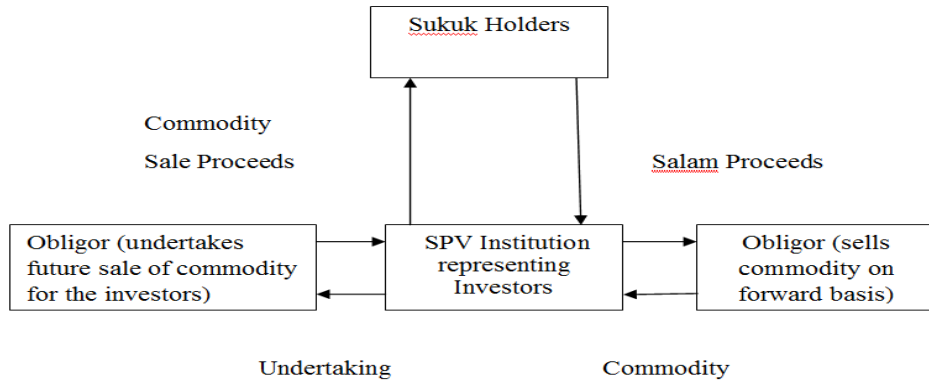 Sukuk Holders
Commodity
Sale Proceeds
Salam Proceeds
Obligor (undertakes
future sale of commodity
for the investors)
SPV Institution
representing
Investors
Obligor (sells
commodity on
forward basis)
Undertaking
Commodity